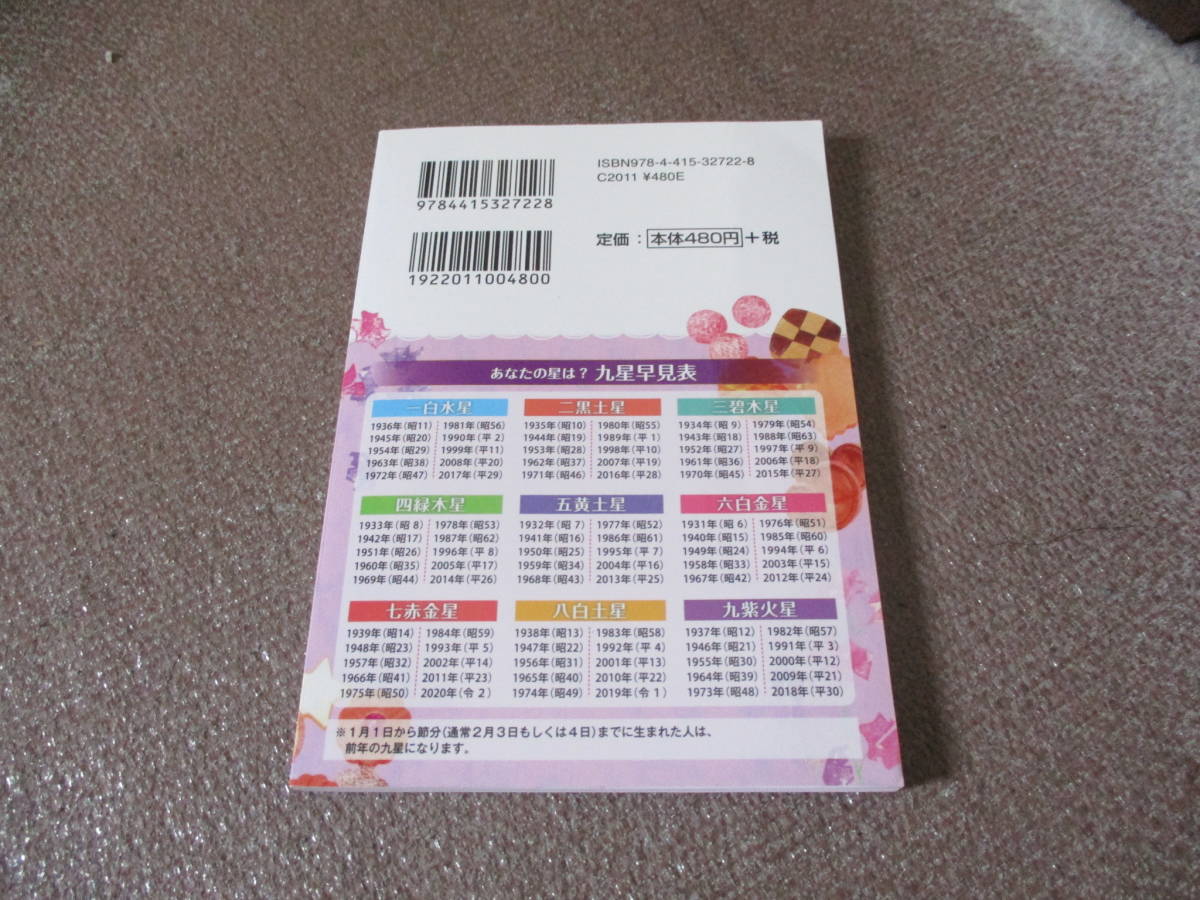 9784415327228
ISBN978-4-415-32722-8
C2011 ¥480E
1922011004800
定価：本体480円＋税
あなたの星は？ 九星早見表
一白水星
1936年(昭11) 1981年(昭56)
1945年(昭20) 1990年(平 2)
1954年(昭29) 1999年(平11)
1963年(昭38) 2008年(平20)
1972年(昭47) 2017年(平29)
二黒土星
1935年(昭10) 1980年(昭55)
1944年(昭19) 1989年(平 1)
1953年(昭28) 1998年(平10)
1962年(昭37) 2007年(平19)
1971年(昭46) 2016年(平28)
三碧木星
1934年(昭 9) 1979年(昭54)
1943年(昭18) 1988年(昭63)
1952年(昭27) 1997年(平 9)
1961年(昭36) 2006年(平18)
1970年(昭45) 2015年(平27)
四緑木星
1933年(昭 8) 1978年(昭53)
1942年(昭17) 1987年(昭62)
1951年(昭26) 1996年(平 8)
1960年(昭35) 2005年(平17)
1969年(昭44) 2014年(平26)
五黄土星
1932年(昭 7) 1977年(昭52)
1941年(昭16) 1986年(昭61)
1950年(昭25) 1995年(平 7)
1959年(昭34) 2004年(平16)
1968年(昭43) 2013年(平25)
六白金星
1931年(昭 6) 1976年(昭51)
1940年(昭15) 1985年(昭60)
1949年(昭24) 1994年(平 6)
1958年(昭33) 2003年(平15)
1967年(昭42) 2012年(平24)
七赤金星
1939年(昭14) 1984年(昭59)
1948年(昭23) 1993年(平 5)
1957年(昭32) 2002年(平14)
1966年(昭41) 2011年(平23)
1975年(昭50) 2020年(令 2)
八白土星
1938年(昭13) 1983年(昭58)
1947年(昭22) 1992年(平 4)
1956年(昭31) 2001年(平13)
1965年(昭40) 2010年(平22)
1974年(昭49) 2019年(令 1)
九紫火星
1937年(昭12) 1982年(昭57)
1946年(昭21) 1991年(平 3)
1955年(昭30) 2000年(平12)
1964年(昭39) 2009年(平21)
1973年(昭48) 2018年(平30)
※1月1日から節分(通常2月3日もしくは4日)までに生まれた人は、
前年の九星になります。